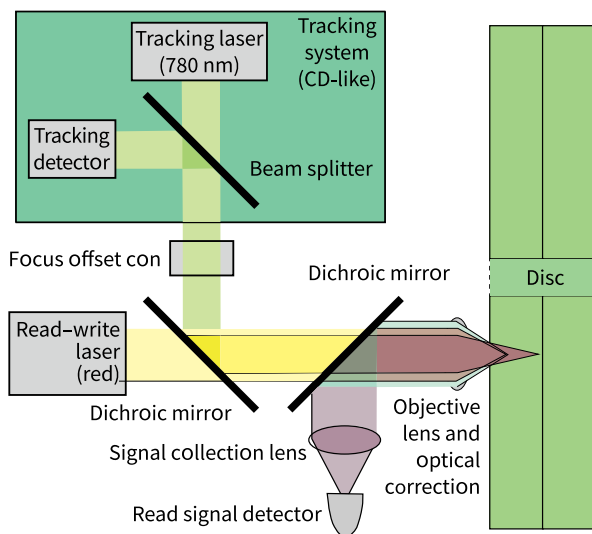 Tracking laser
(780 nm)
Tracking
system
(CD-like)
Tracking
detector
Beam splitter
Focus offset con
Dichroic mirror
Disc
Read–write
laser
(red)
Dichroic mirror
Objective
lens and
optical
correction
Signal collection lens
Read signal detector